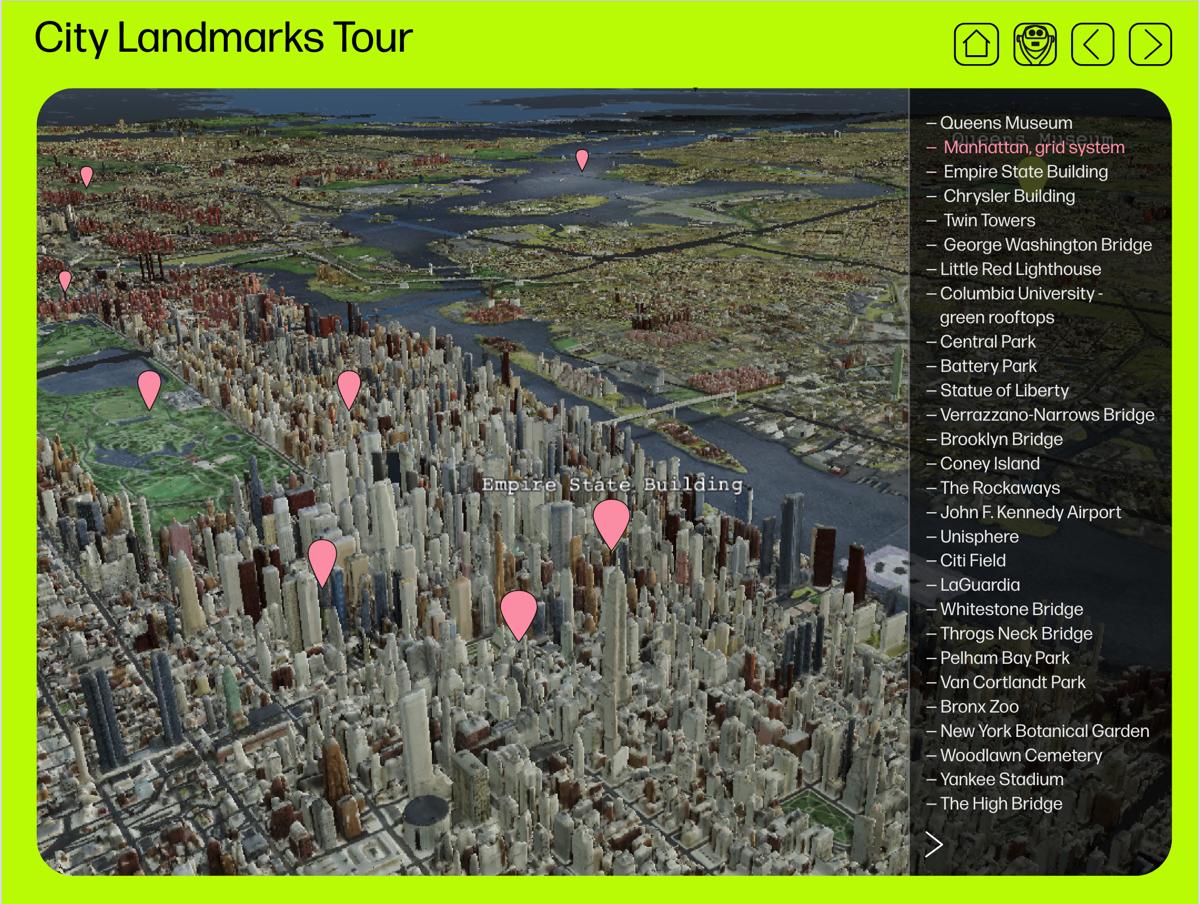 City Landmarks Tour
Queens Museum
– Queens Museum
– Manhattan, grid system
– Empire State Building
– Chrysler Building
– Twin Towers
– George Washington Bridge
– Little Red Lighthouse
– Columbia University -
green rooftops
– Central Park
– Battery Park
– Statue of Liberty
– Verrazzano-Narrows Bridge
– Brooklyn Bridge
– Coney Island
– The Rockaways
– John F. Kennedy Airport
– Unisphere
– Citi Field
– LaGuardia
– Whitestone Bridge
– Throgs Neck Bridge
– Pelham Bay Park
– Van Cortlandt Park
– Bronx Zoo
– New York Botanical Garden
– Woodlawn Cemetery
– Yankee Stadium
– The High Bridge
Empire State Building